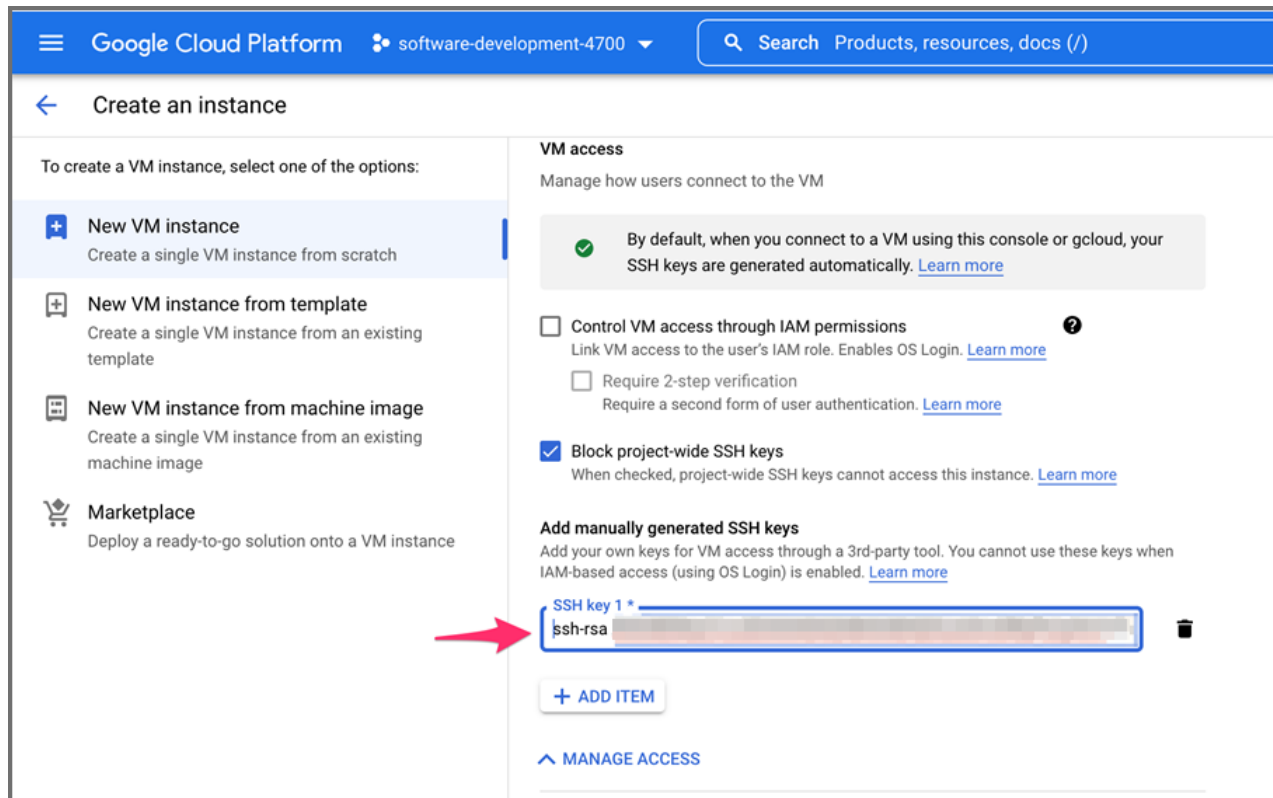 Google Cloud Platform
software-development-4700
Search Products, resources, docs (/)
Create an instance
To create a VM instance, select one of the options:
New VM instance
Create a single VM instance from scratch
New VM instance from template
Create a single VM instance from an existing
template
New VM instance from machine image
Create a single VM instance from an existing
machine image
Marketplace
Deploy a ready-to-go solution onto a VM instance
VM access
Manage how users connect to the VM
By default, when you connect to a VM using this console or gcloud, your
SSH keys are generated automatically. Learn more
Control VM access through IAM permissions
Link VM access to the user's IAM role. Enables OS Login. Learn more
Require 2-step verification
Require a second form of user authentication. Learn more
Block project-wide SSH keys
When checked, project-wide SSH keys cannot access this instance. Learn more
Add manually generated SSH keys
Add your own keys for VM access through a 3rd-party tool. You cannot use these keys when
IAM-based access (using OS Login) is enabled. Learn more
SSH key 1 *
ssh-rsa
+ ADD ITEM
MANAGE ACCESS